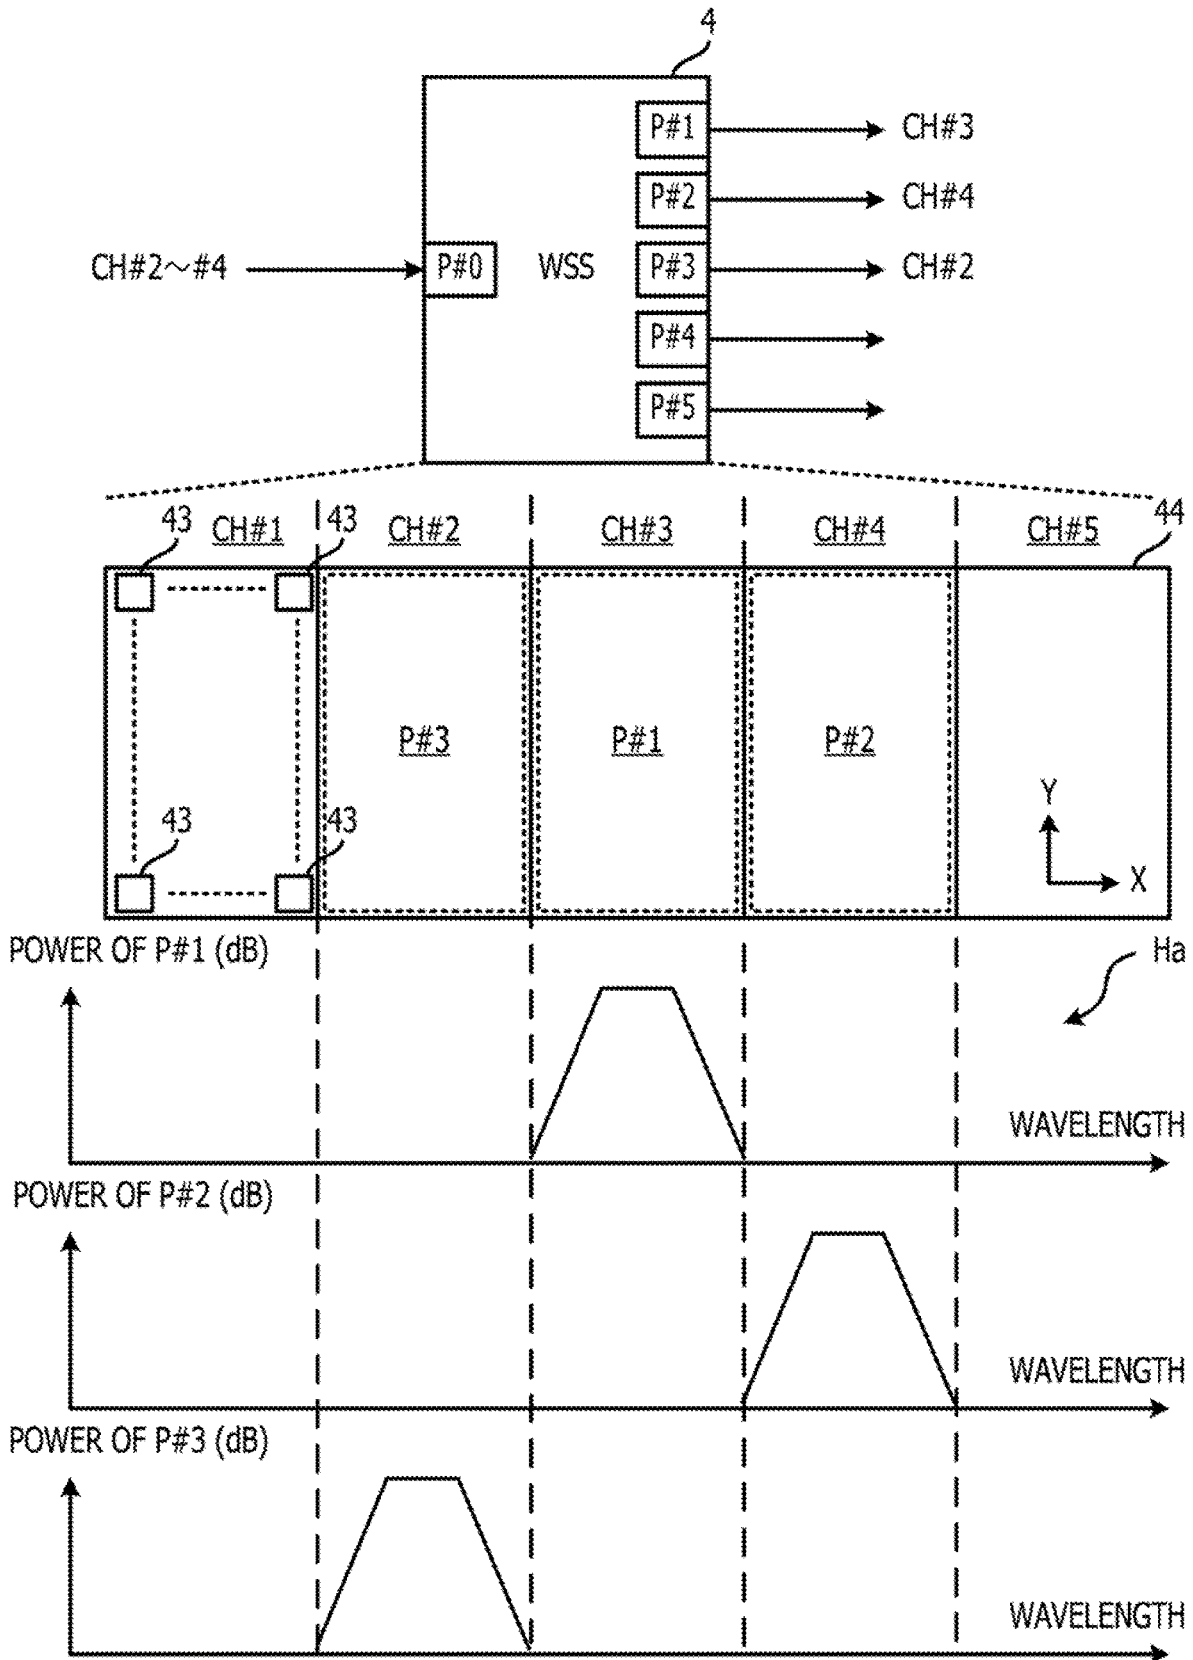 4
P#1 CH#3
P#2 CH#4
CH#2～#4 P#0 WSS P#3 CH#2
P#4
P#5
43 CH#1 43 CH#2 CH#3 CH#4 CH#5 44
P#3 P#1 P#2
Y
43 43
X
POWER OF P#1 (dB)
Ha
WAVELENGTH
POWER OF P#2 (dB)
WAVELENGTH
POWER OF P#3 (dB)
WAVELENGTH